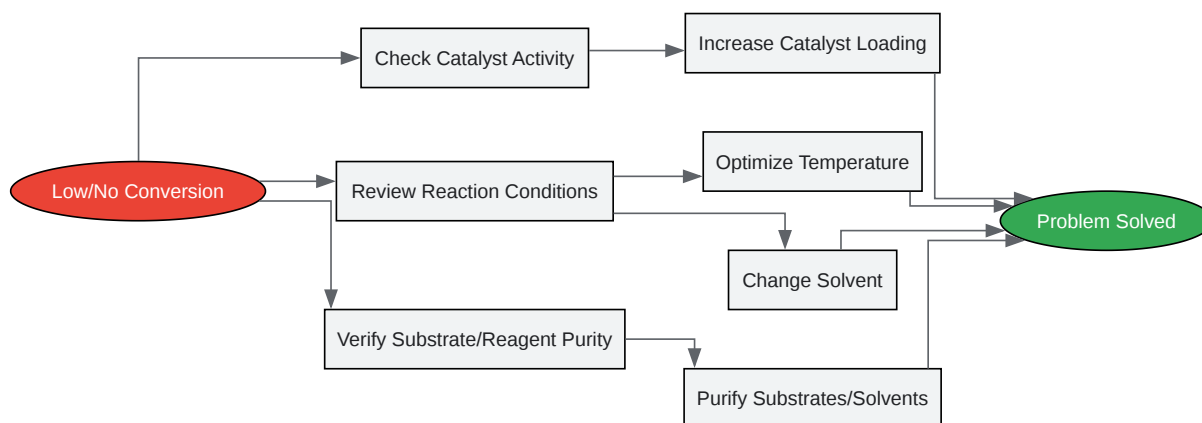 Low/No Conversion
Check Catalyst Activity
Increase Catalyst Loading
Review Reaction Conditions
Optimize Temperature
Change Solvent
Verify Substrate/Reagent Purity
Purify Substrates/Solvents
Problem Solved